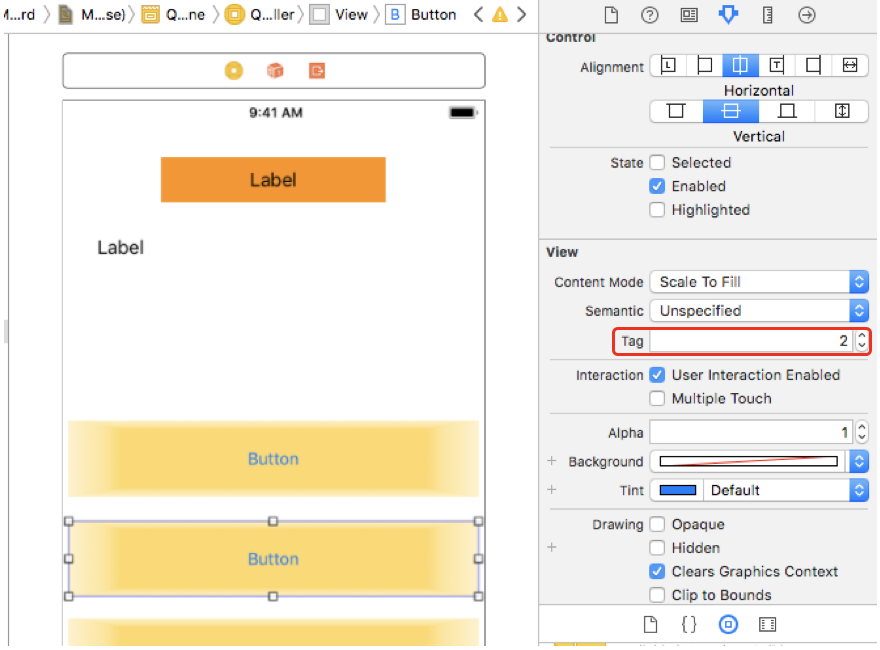 M...rd M...se) Q...ne Q...ller View B Button
Control
Alignment
Horizontal
Vertical
State Selected
Enabled
Highlighted
View
Content Mode Scale To Fill
Semantic Unspecified
Tag 2
Interaction User Interaction Enabled
Multiple Touch
Alpha 1
Background
Tint Default
Drawing Opaque
Hidden
Clears Graphics Context
Clip to Bounds
{}
9:41 AM
Label
Label
Button
Button